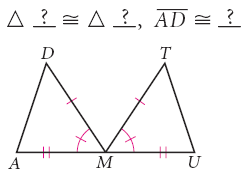 △ ? ≅ △ ?, AD ≅ ?
D T
A M U